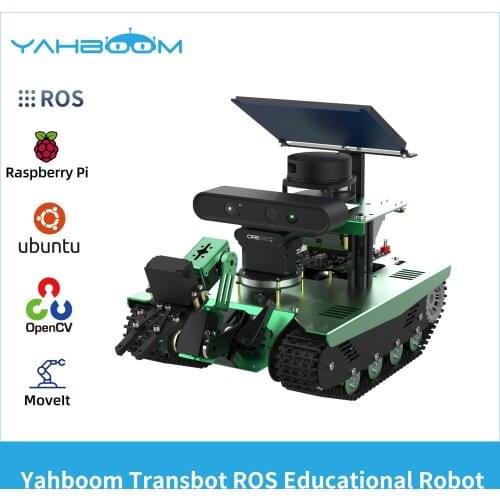 YAHBOOM
ROS
Raspberry Pi
ubuntu
OpenCV
MoveIt
Yahboom Transbot ROS Educational Robot